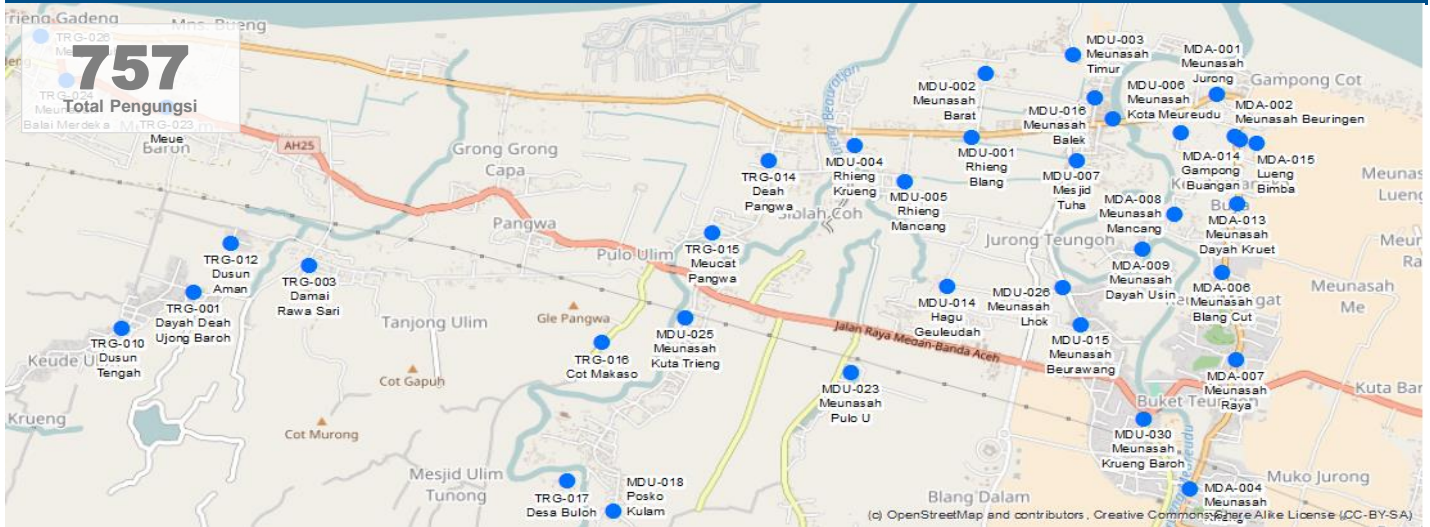 rieng Gadeng
Mns. Bueng
TRG-026
757
Total Pengungsi
TRG-024
Balai Merdeka
TRG-023
Meue
Baron
AH25
Grong Grong
Capa
Pangwa
Pulo Ulim
TRG-012
Dusun
Aman
TRG-003
Damai
Rawa Sari
TRG-001
Dayah Deah
Ujong Baroh
TRG-010
Dusun
Tengah
Keude
Krueng
Tanjong Ulim
Cot Gapuh
Cot Murong
Gle Pangwa
Mesjid Ulim
Tunong
TRG-014
Deah
Pangwa
TRG-015
Meucat
Pangwa
TRG-016
Cot Makaso
MDU-025
Meunasah
Kuta Trieng
TRG-017
Desa Buloh
MDU-018
Posko
Kulam
MDU-023
Meunasah
Pulo U
MDU-004
Rhieng
Krueng
MDU-005
Rhieng
Mancang
Siblah Coh
MDU-002
Meunasah
Barat
MDU-001
Rhieng
Blang
MDU-003
Meunasah
Timur
MDU-016
Meunasah
Balek
MDU-006
Meunasah
Kota Meureudu
MDU-007
Mesjid
Tuha
MDA-001
Meunasah
Jurong
Gampong Cot
MDA-002
Meunasah Beuringen
MDA-014
Gampong
Buangan
MDA-015
Lueng
Bimba
MDA-008
Meunasah
Mancang
MDA-013
Meunasah
Dayah Kruet
Jurong Teungoh
MDA-009
Meunasah
Dayah Usin
MDA-006
Meunasah
Blang Cut
MDU-014
Hagu
Geuleudah
MDU-026
Meunasah
Lhok
MDU-015
Meunasah
Beurawang
Meunasah
Me
Jalan Raya Medan-Banda Aceh
MDA-007
Meunasah
Raya
Buket Teungoh
MDU-030
Meunasah
Krueng Baroh
MDA-004
Meunasah
Muko Jurong
Blang Dalam
(c) OpenStreetMap and contributors, Creative Commons-Share Alike License (CC-BY-SA)